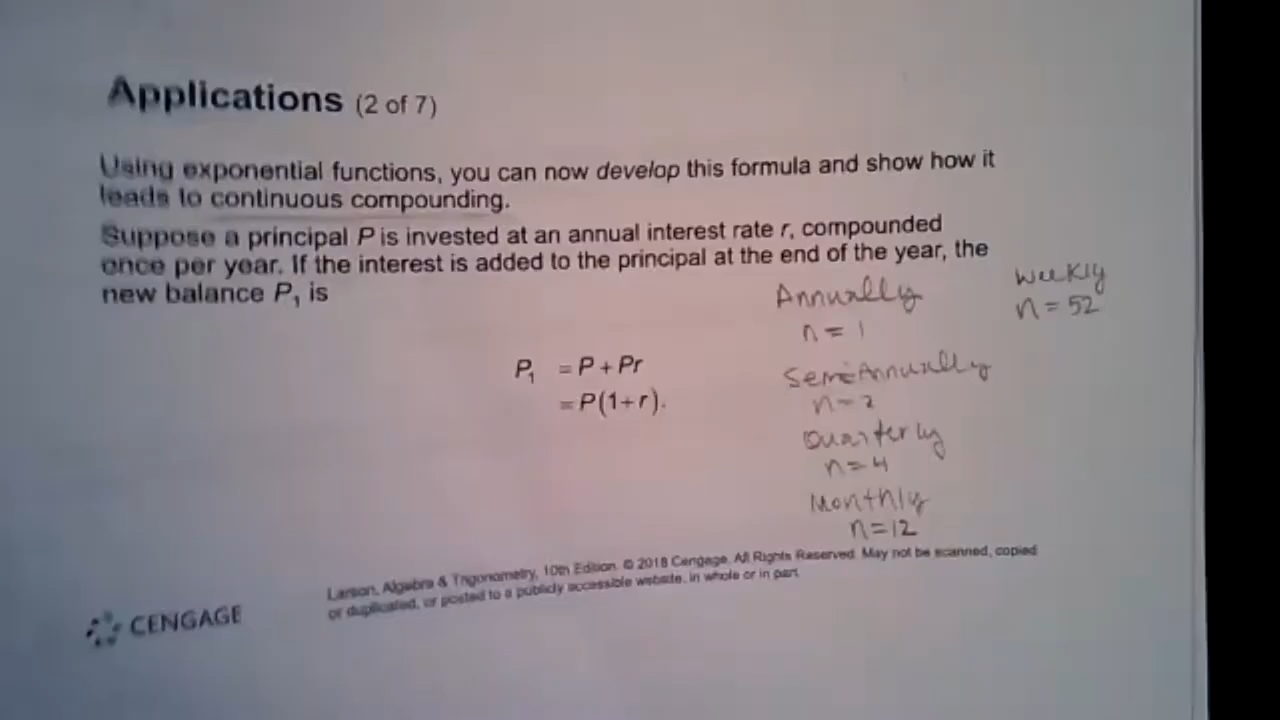 Applications (2 of 7)
Using exponential functions, you can now develop this formula and show how it
leads to continuous compounding.
Suppose a principal P is invested at an annual interest rate r, compounded
once per year. If the interest is added to the principal at the end of the year, the
new balance P₁ is
P₁ = P + Pr
= P(1+r).
Annually
n = 1
Semi Annually
n = 2
Quarterly
n = 4
Monthly
n = 12
Weekly
n = 52
Larson, Algebra & Trigonometry, 10th Edition. © 2018 Cengage. All Rights Reserved. May not be scanned, copied
or duplicated, or posted to a publicly accessible website, in whole or in part.
CENGAGE